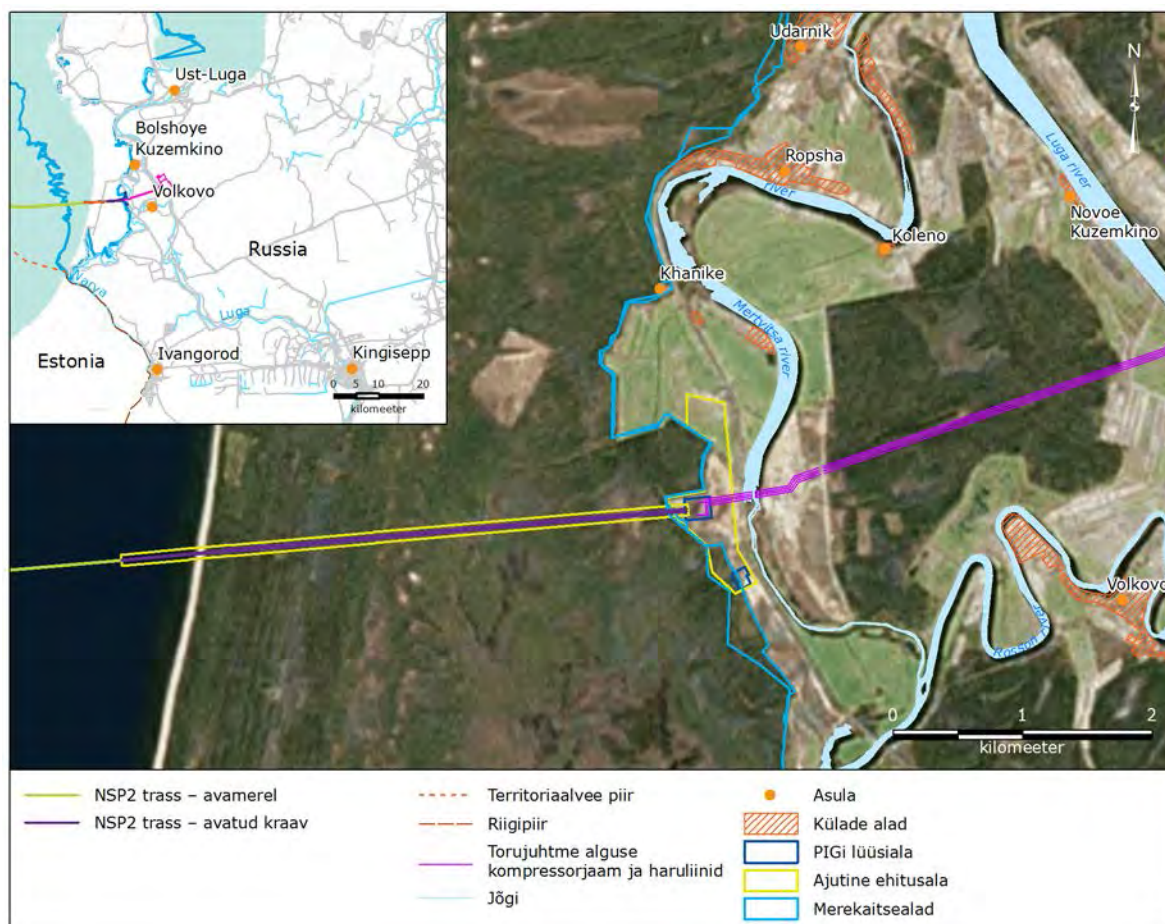 Ust-Luga
Bolshoye
Kuzemkino
Volkovo
Russia
Narva
Luga
Estonia
Ivangorod
Kingisepp
0 5 10 20
kilomeeter
Udarnik
N
Ropsha
river
Luga river
Novoe
Kuzemkino
Koleno
Khanike
Mertvitsa river
Volkovo
Rosson river
0 1 2
kilomeeter
NSP2 trass – avamerel
NSP2 trass – avatud kraav
Territoriaalvee piir
Riigipiir
Torujuhtme alguse
kompressorjaam ja haruliinid
Jõgi
Asula
Külade alad
PIGi lüüsiala
Ajutine ehitusala
Merekaitsealad